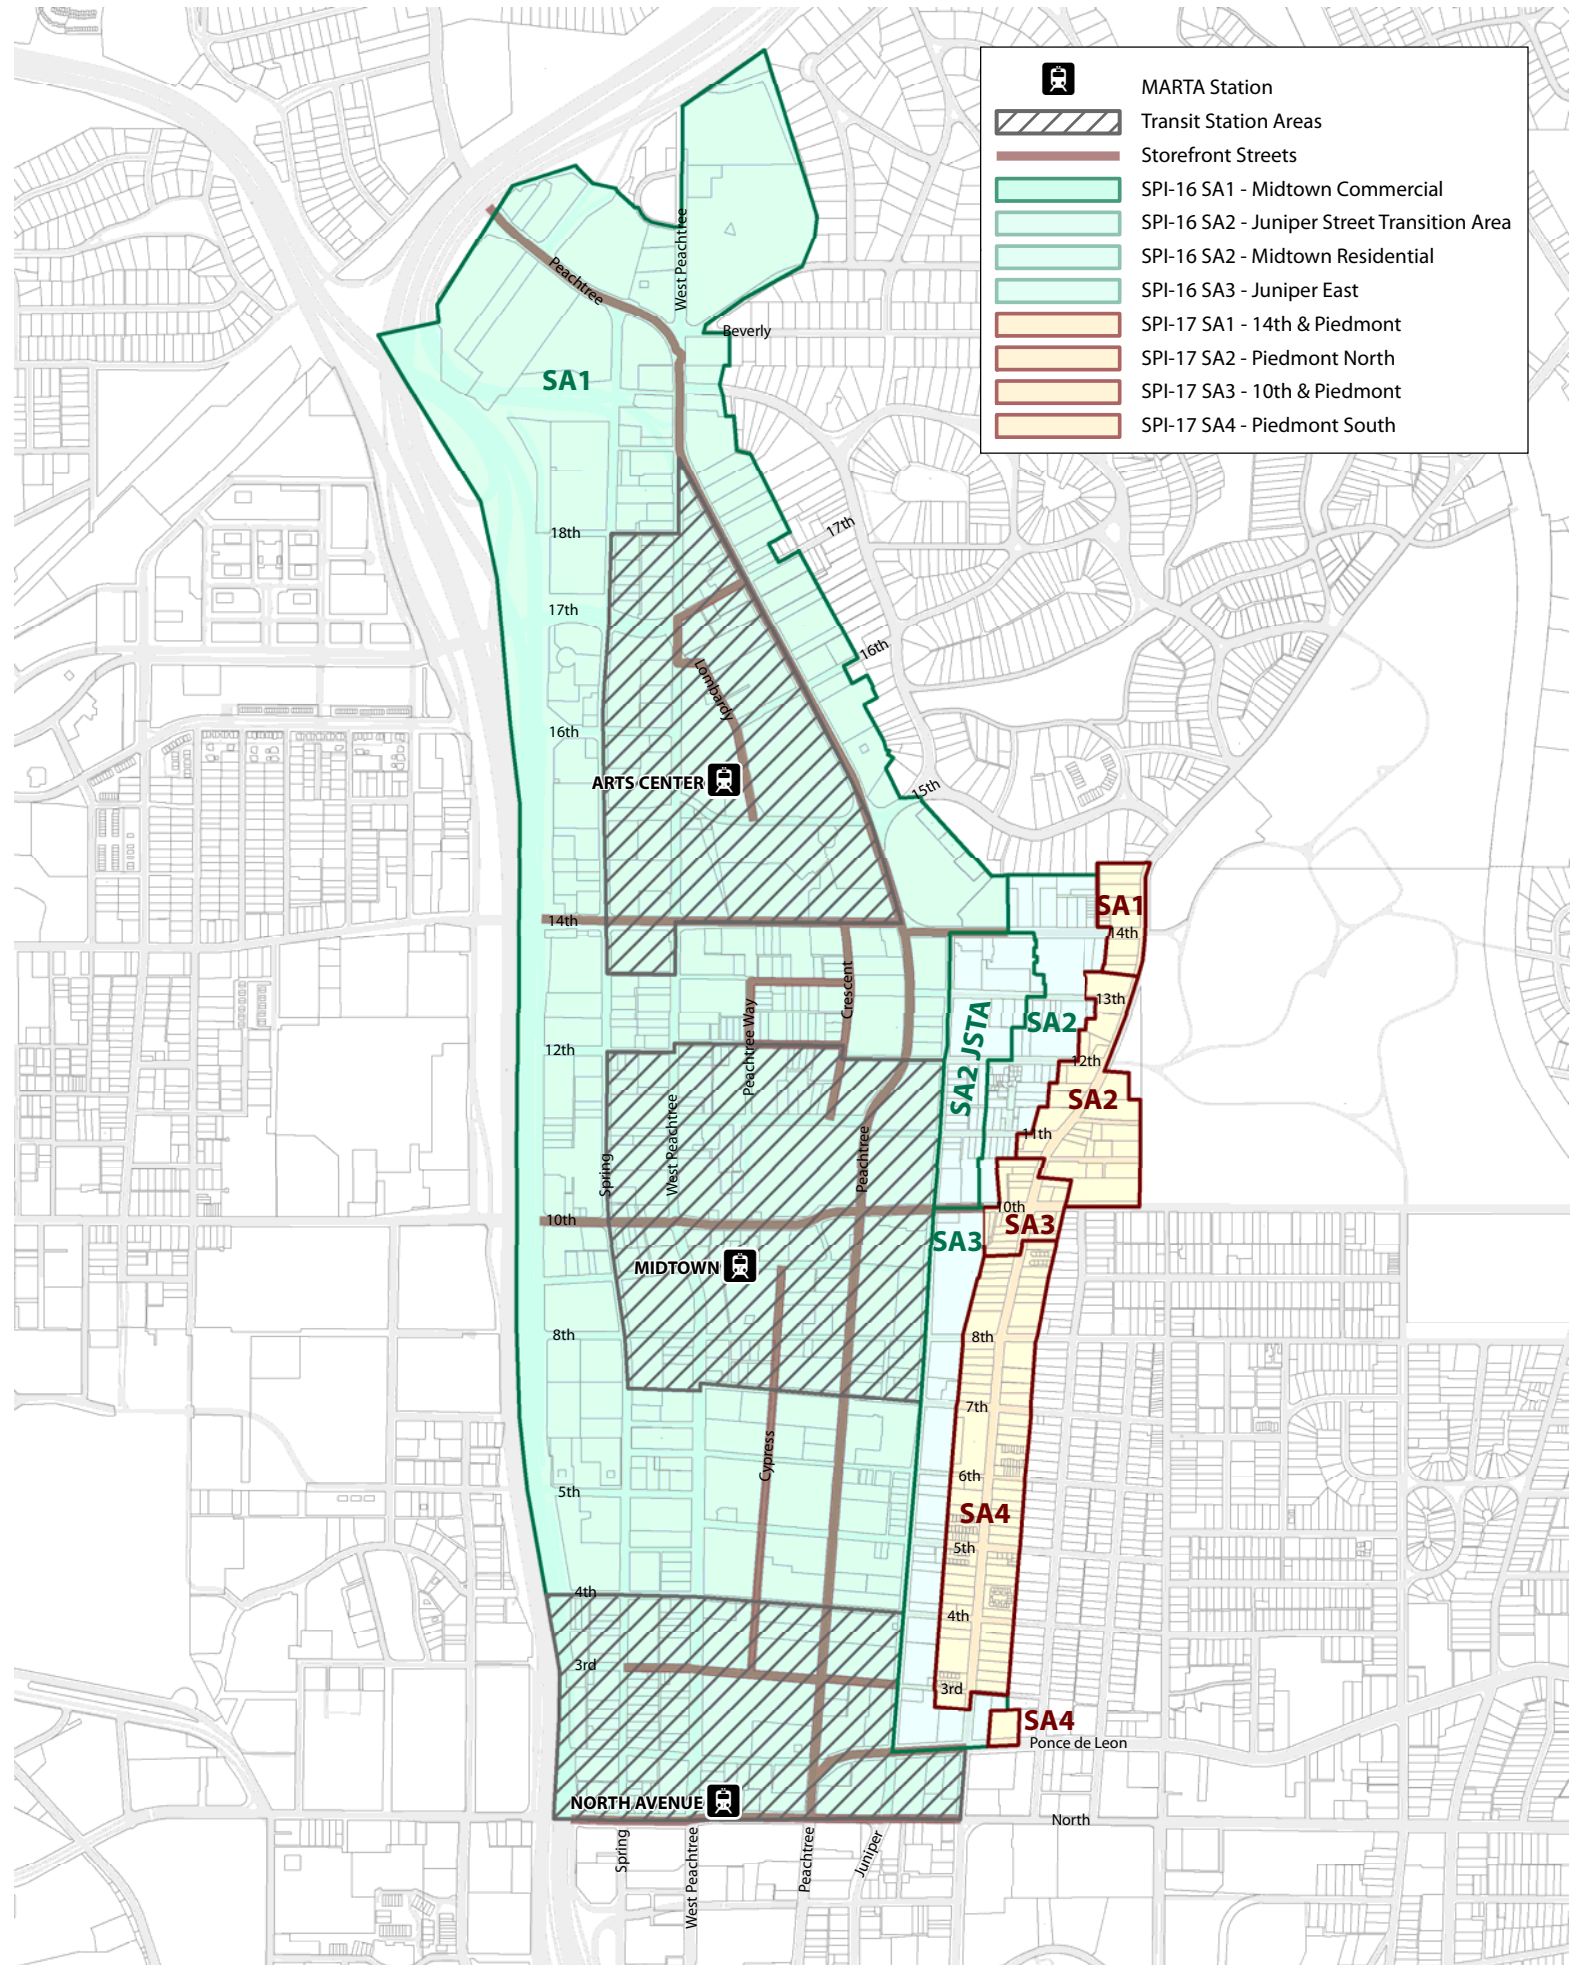 MARTA Station
Transit Station Areas
Storefront Streets
SPI-16 SA1 - Midtown Commercial
SPI-16 SA2 - Juniper Street Transition Area
SPI-16 SA2 - Midtown Residential
SPI-16 SA3 - Juniper East
SPI-17 SA1 - 14th & Piedmont
SPI-17 SA2 - Piedmont North
SPI-17 SA3 - 10th & Piedmont
SPI-17 SA4 - Piedmont South
West Peachtree
Peachtree
Beverly
SA1
17th
18th
17th
16th
Lombardy
16th
ARTS CENTER
15th
SA1
14th
14th
Crescent
13th
Peachtree Way
SA2 JSTA
SA2
12th
12th
SA2
West Peachtree
11th
Spring
Peachtree
10th
10th
SA3
SA3
MIDTOWN
8th
8th
7th
Cypress
6th
5th
SA4
5th
4th
4th
3rd
3rd
SA4
Ponce de Leon
NORTH AVENUE
North
Spring
West Peachtree
Peachtree
Juniper